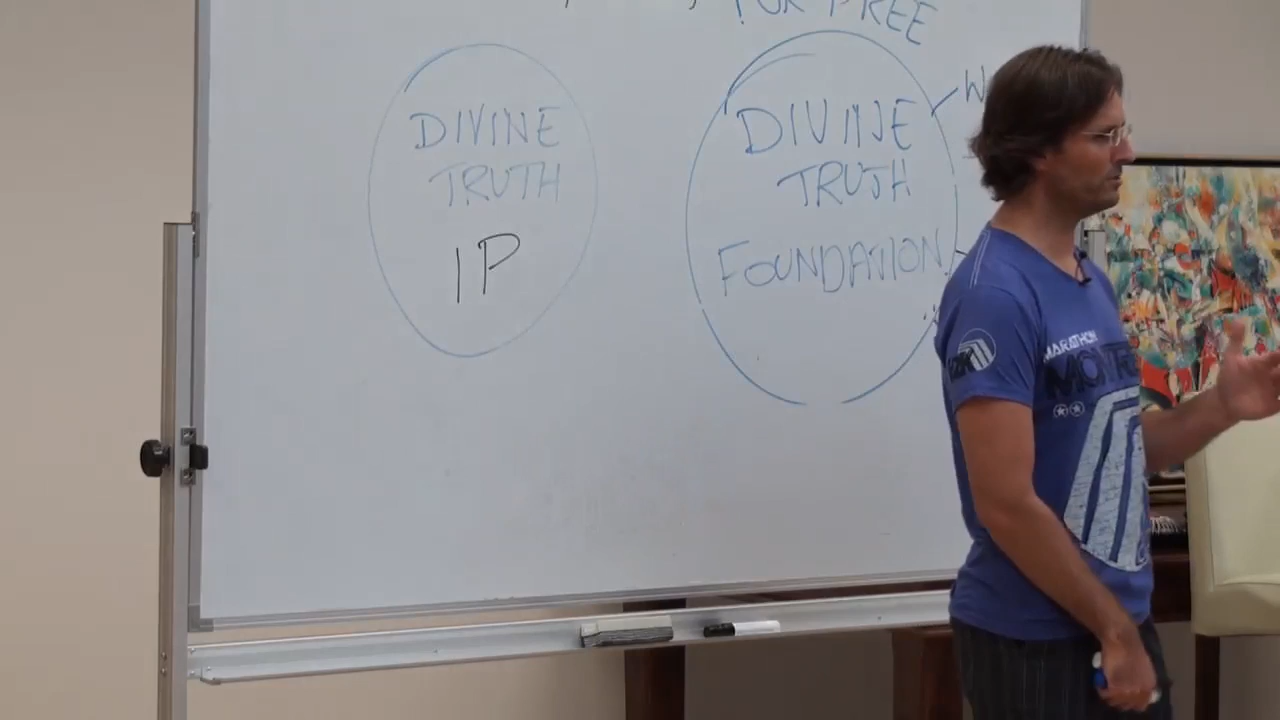 FOR FREE
DIVINE
TRUTH
IP
DIVINE
TRUTH
FOUNDATION
W
MARATHON